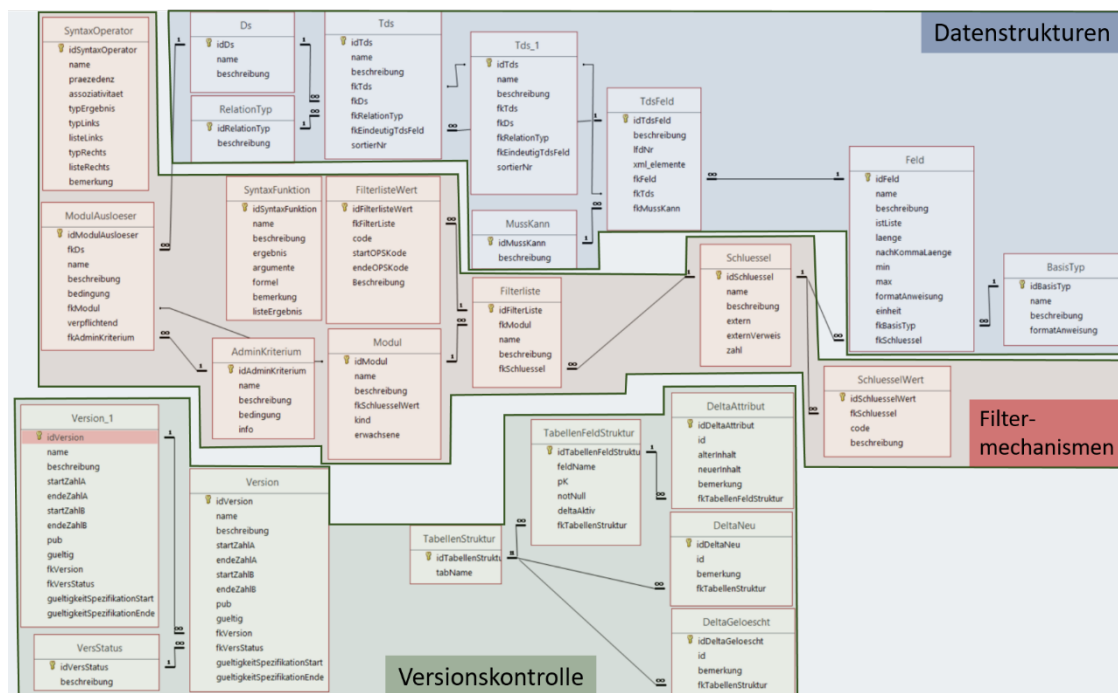 Datenstrukturen
SyntaxOperator
idSyntaxOperator
name
praezedenz
assoziativitaet
typErgebnis
typLinks
listeLinks
typRechts
listeRechts
bemerkung
Ds
idDs
name
beschreibung
RelationTyp
idRelationTyp
beschreibung
Tds
idTds
name
beschreibung
fkTds
fkDs
fkRelationTyp
fkEindeutigTdsFeld
sortierNr
Tds_1
idTds
name
beschreibung
fkTds
fkDs
fkRelationTyp
fkEindeutigTdsFeld
sortierNr
TdsFeld
idTdsFeld
beschreibung
lfdNr
xml_elemente
fkFeld
fkTds
fkMussKann
MussKann
idMussKann
beschreibung
Feld
idFeld
name
beschreibung
istListe
laenge
nachKommaLaenge
min
max
formatAnweisung
einheit
fkBasisTyp
fkSchluessel
BasisTyp
idBasisTyp
name
beschreibung
formatAnweisung
ModulAusloeser
idModulAusloeser
fkDs
name
beschreibung
bedingung
fkModul
verpflichtend
fkAdminKriterium
SyntaxFunktion
idSyntaxFunktion
name
beschreibung
ergebnis
argumente
formel
bemerkung
listeErgebnis
FilterlisteWert
idFilterlisteWert
fkFilterListe
code
startOPSKode
endeOPSKode
Beschreibung
Filterliste
idFilterListe
fkModul
name
beschreibung
fkSchluessel
Schluessel
idSchluessel
name
beschreibung
extern
externVerweis
zahl
AdminKriterium
idAdminKriterium
name
beschreibung
bedingung
info
Modul
idModul
name
beschreibung
fkSchluesselWert
kind
erwachsene
SchluesselWert
idSchluesselWert
fkSchluessel
code
beschreibung
Filter-
mechanismen
Version_1
idVersion
name
beschreibung
startZahlA
endeZahlA
startZahlB
endeZahlB
pub
gueltig
fkVersion
fkVersStatus
gueltigkeitSpezifikationStart
gueltigkeitSpezifikationEnde
VersStatus
idVersStatus
beschreibung
Version
idVersion
name
beschreibung
startZahlA
endeZahlA
startZahlB
endeZahlB
pub
gueltig
fkVersion
fkVersStatus
gueltigkeitSpezifikationStart
gueltigkeitSpezifikationEnde
TabellenStruktur
idTabellenStruktu
tabName
TabellenFeldStruktur
idTabellenFeldStruktu
feldName
pK
notNull
deltaAktiv
fkTabellenStruktur
DeltaAttribut
idDeltaAttribut
id
alterInhalt
neuerInhalt
bemerkung
fkTabellenFeldStruktur
DeltaNeu
idDeltaNeu
id
bemerkung
fkTabellenStruktur
DeltaGeloescht
idDeltaGeloescht
id
bemerkung
fkTabellenStruktur
Versionskontrolle